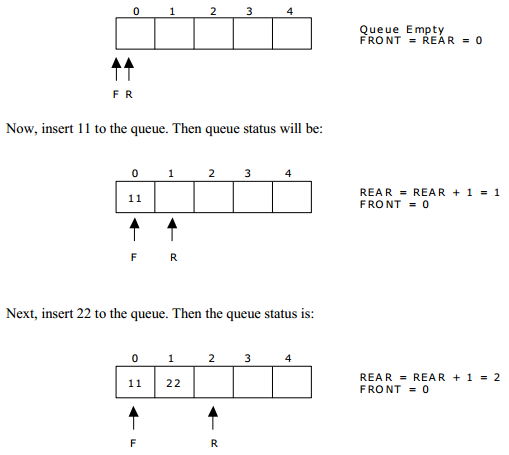 0 1 2 3 4
Queue Empty
FRONT = REAR = 0
F R
Now, insert 11 to the queue. Then queue status will be:
0 1 2 3 4
11
REAR = REAR + 1 = 1
FRONT = 0
F R
Next, insert 22 to the queue. Then the queue status is:
0 1 2 3 4
11 22
REAR = REAR + 1 = 2
FRONT = 0
F R